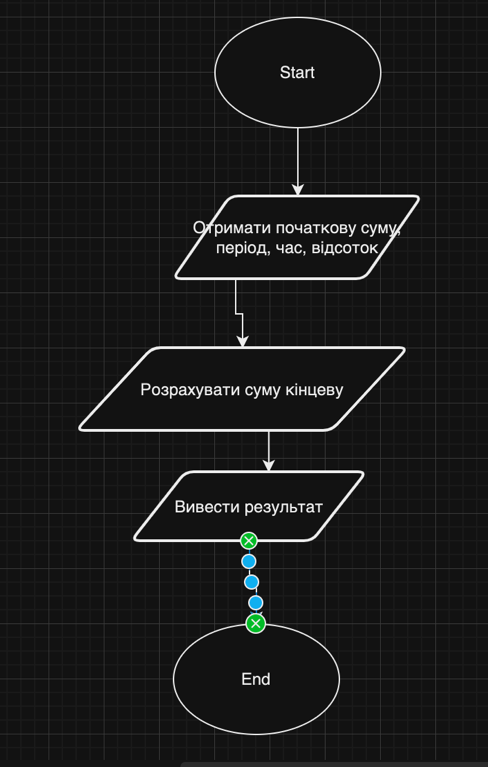 Start
Отримати початкову суму,
період, час, відсоток
Розрахувати суму кінцеву
Вивести результат
End